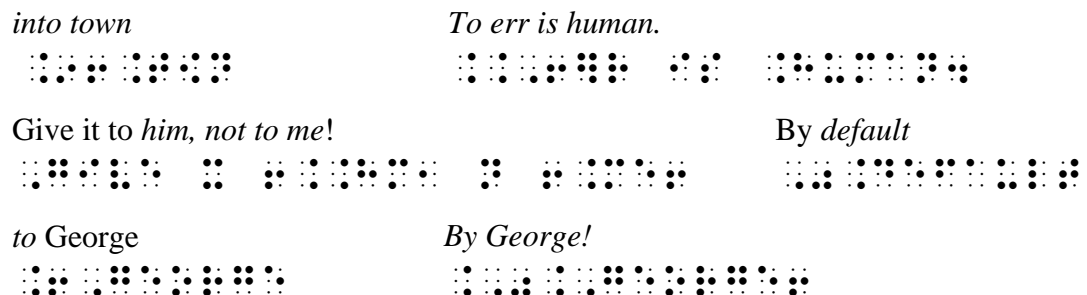 into town To err is human.
⠨⠔⠖⠨⠞⠪⠝ ⠨⠨⠠⠖⠻⠗ ⠊⠎ ⠨⠓⠥⠍⠁⠝⠲
Give it to him, not to me! By default
⠠⠛⠊⠧⠑ ⠭ ⠖⠨⠨⠓⠍⠂ ⠝ ⠖⠨⠍⠑⠖ ⠠⠴⠨⠙⠑⠋⠁⠥⠇⠞
to George By George!
⠨⠖⠠⠛⠑⠕⠗⠛⠑ ⠨⠠⠴⠨⠠⠛⠑⠕⠗⠛⠑⠖